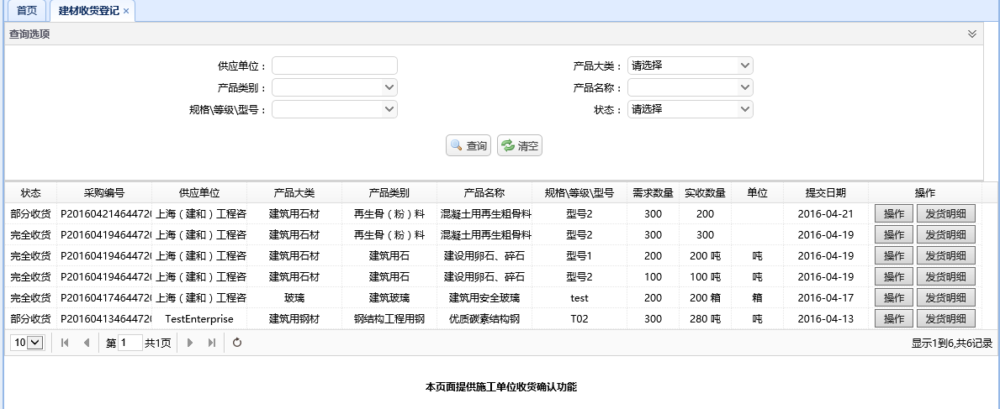 首页 建材收货登记 ×
查询选项
供应单位： 产品大类： 请选择
产品类别： 产品名称：
规格\等级\型号： 状态： 请选择
查询 清空
状态 采购编号 供应单位 产品大类 产品类别 产品名称 规格\等级\型号 需求数量 实收数量 单位 提交日期 操作
部分收货 P20160421464472 上海（建和）工程咨 建筑用石材 再生骨（粉）料 混凝土用再生粗骨料 型号2 300 200 2016-04-21 操作 发货明细
完全收货 P20160419464472 上海（建和）工程咨 建筑用石材 再生骨（粉）料 混凝土用再生粗骨料 型号2 300 300 2016-04-19 操作 发货明细
完全收货 P20160419464472 上海（建和）工程咨 建筑用石材 建筑用石 建设用卵石、碎石 型号1 200 200 吨 吨 2016-04-19 操作 发货明细
完全收货 P20160419464472 上海（建和）工程咨 建筑用石材 建筑用石 建设用卵石、碎石 型号2 100 100 吨 吨 2016-04-19 操作 发货明细
完全收货 P20160417464472 上海（建和）工程咨 玻璃 建筑玻璃 建筑用安全玻璃 test 200 200 箱 箱 2016-04-17 操作 发货明细
部分收货 P20160413464472 TestEnterprise 建筑用钢材 钢结构工程用钢 优质碳素结构钢 T02 300 280 吨 吨 2016-04-13 操作 发货明细
10 第 1 共1页 显示1到6,共6记录
本页面提供施工单位收货确认功能